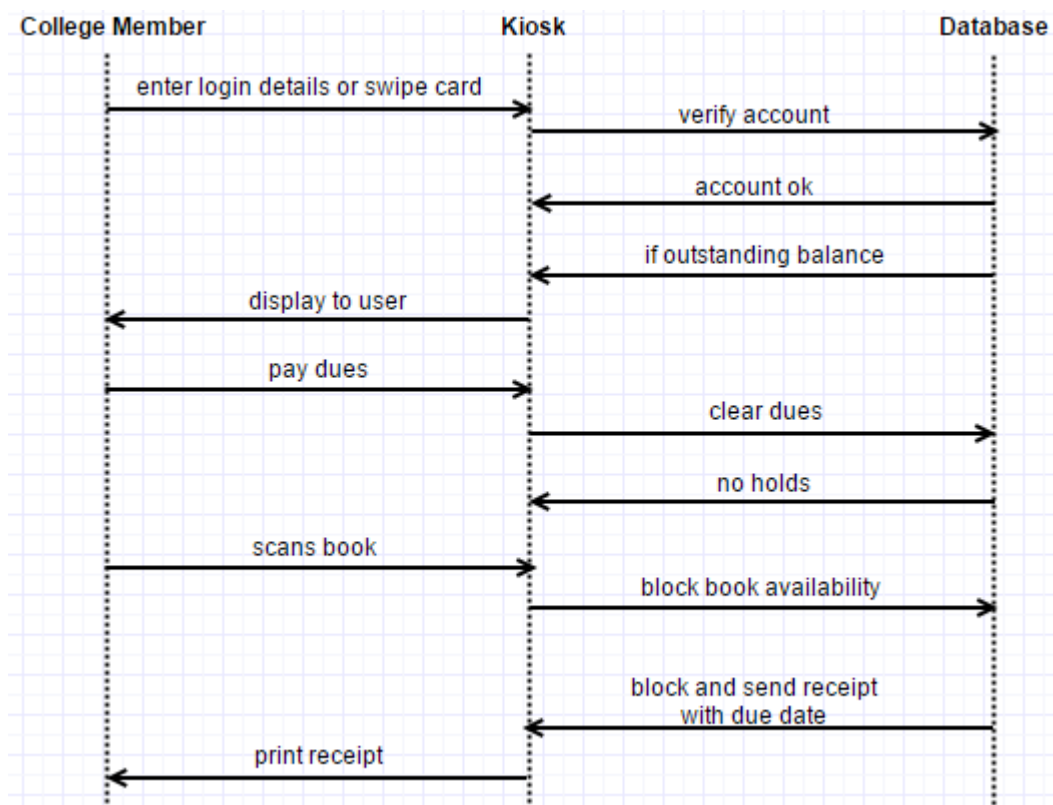 College Member
Kiosk
Database
enter login details or swipe card
verify account
account ok
if outstanding balance
display to user
pay dues
clear dues
no holds
scans book
block book availability
block and send receipt
with due date
print receipt